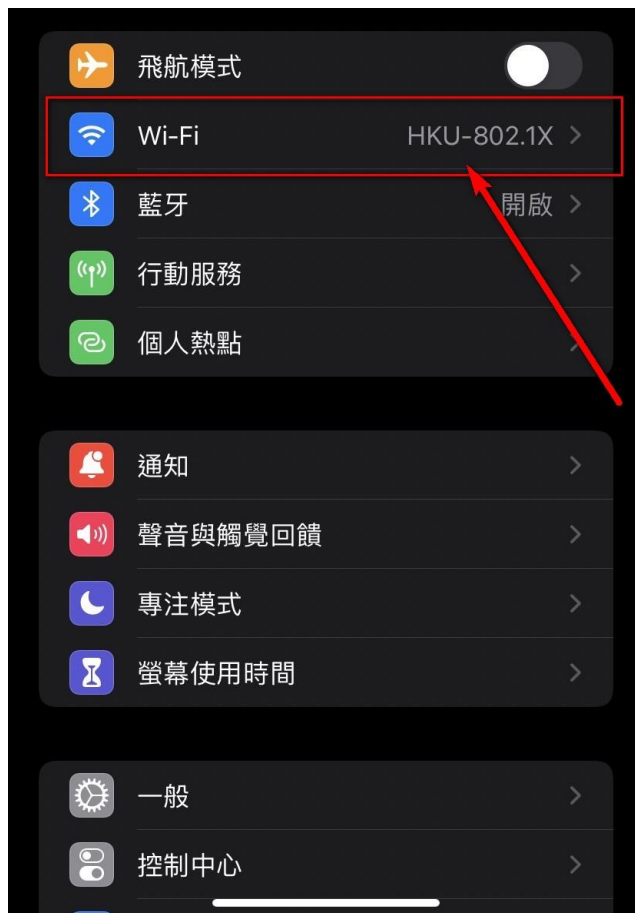 飛航模式
Wi-Fi HKU-802.1X
藍牙 開啟
行動服務
個人熱點
通知
聲音與觸覺回饋
專注模式
螢幕使用時間
一般
控制中心